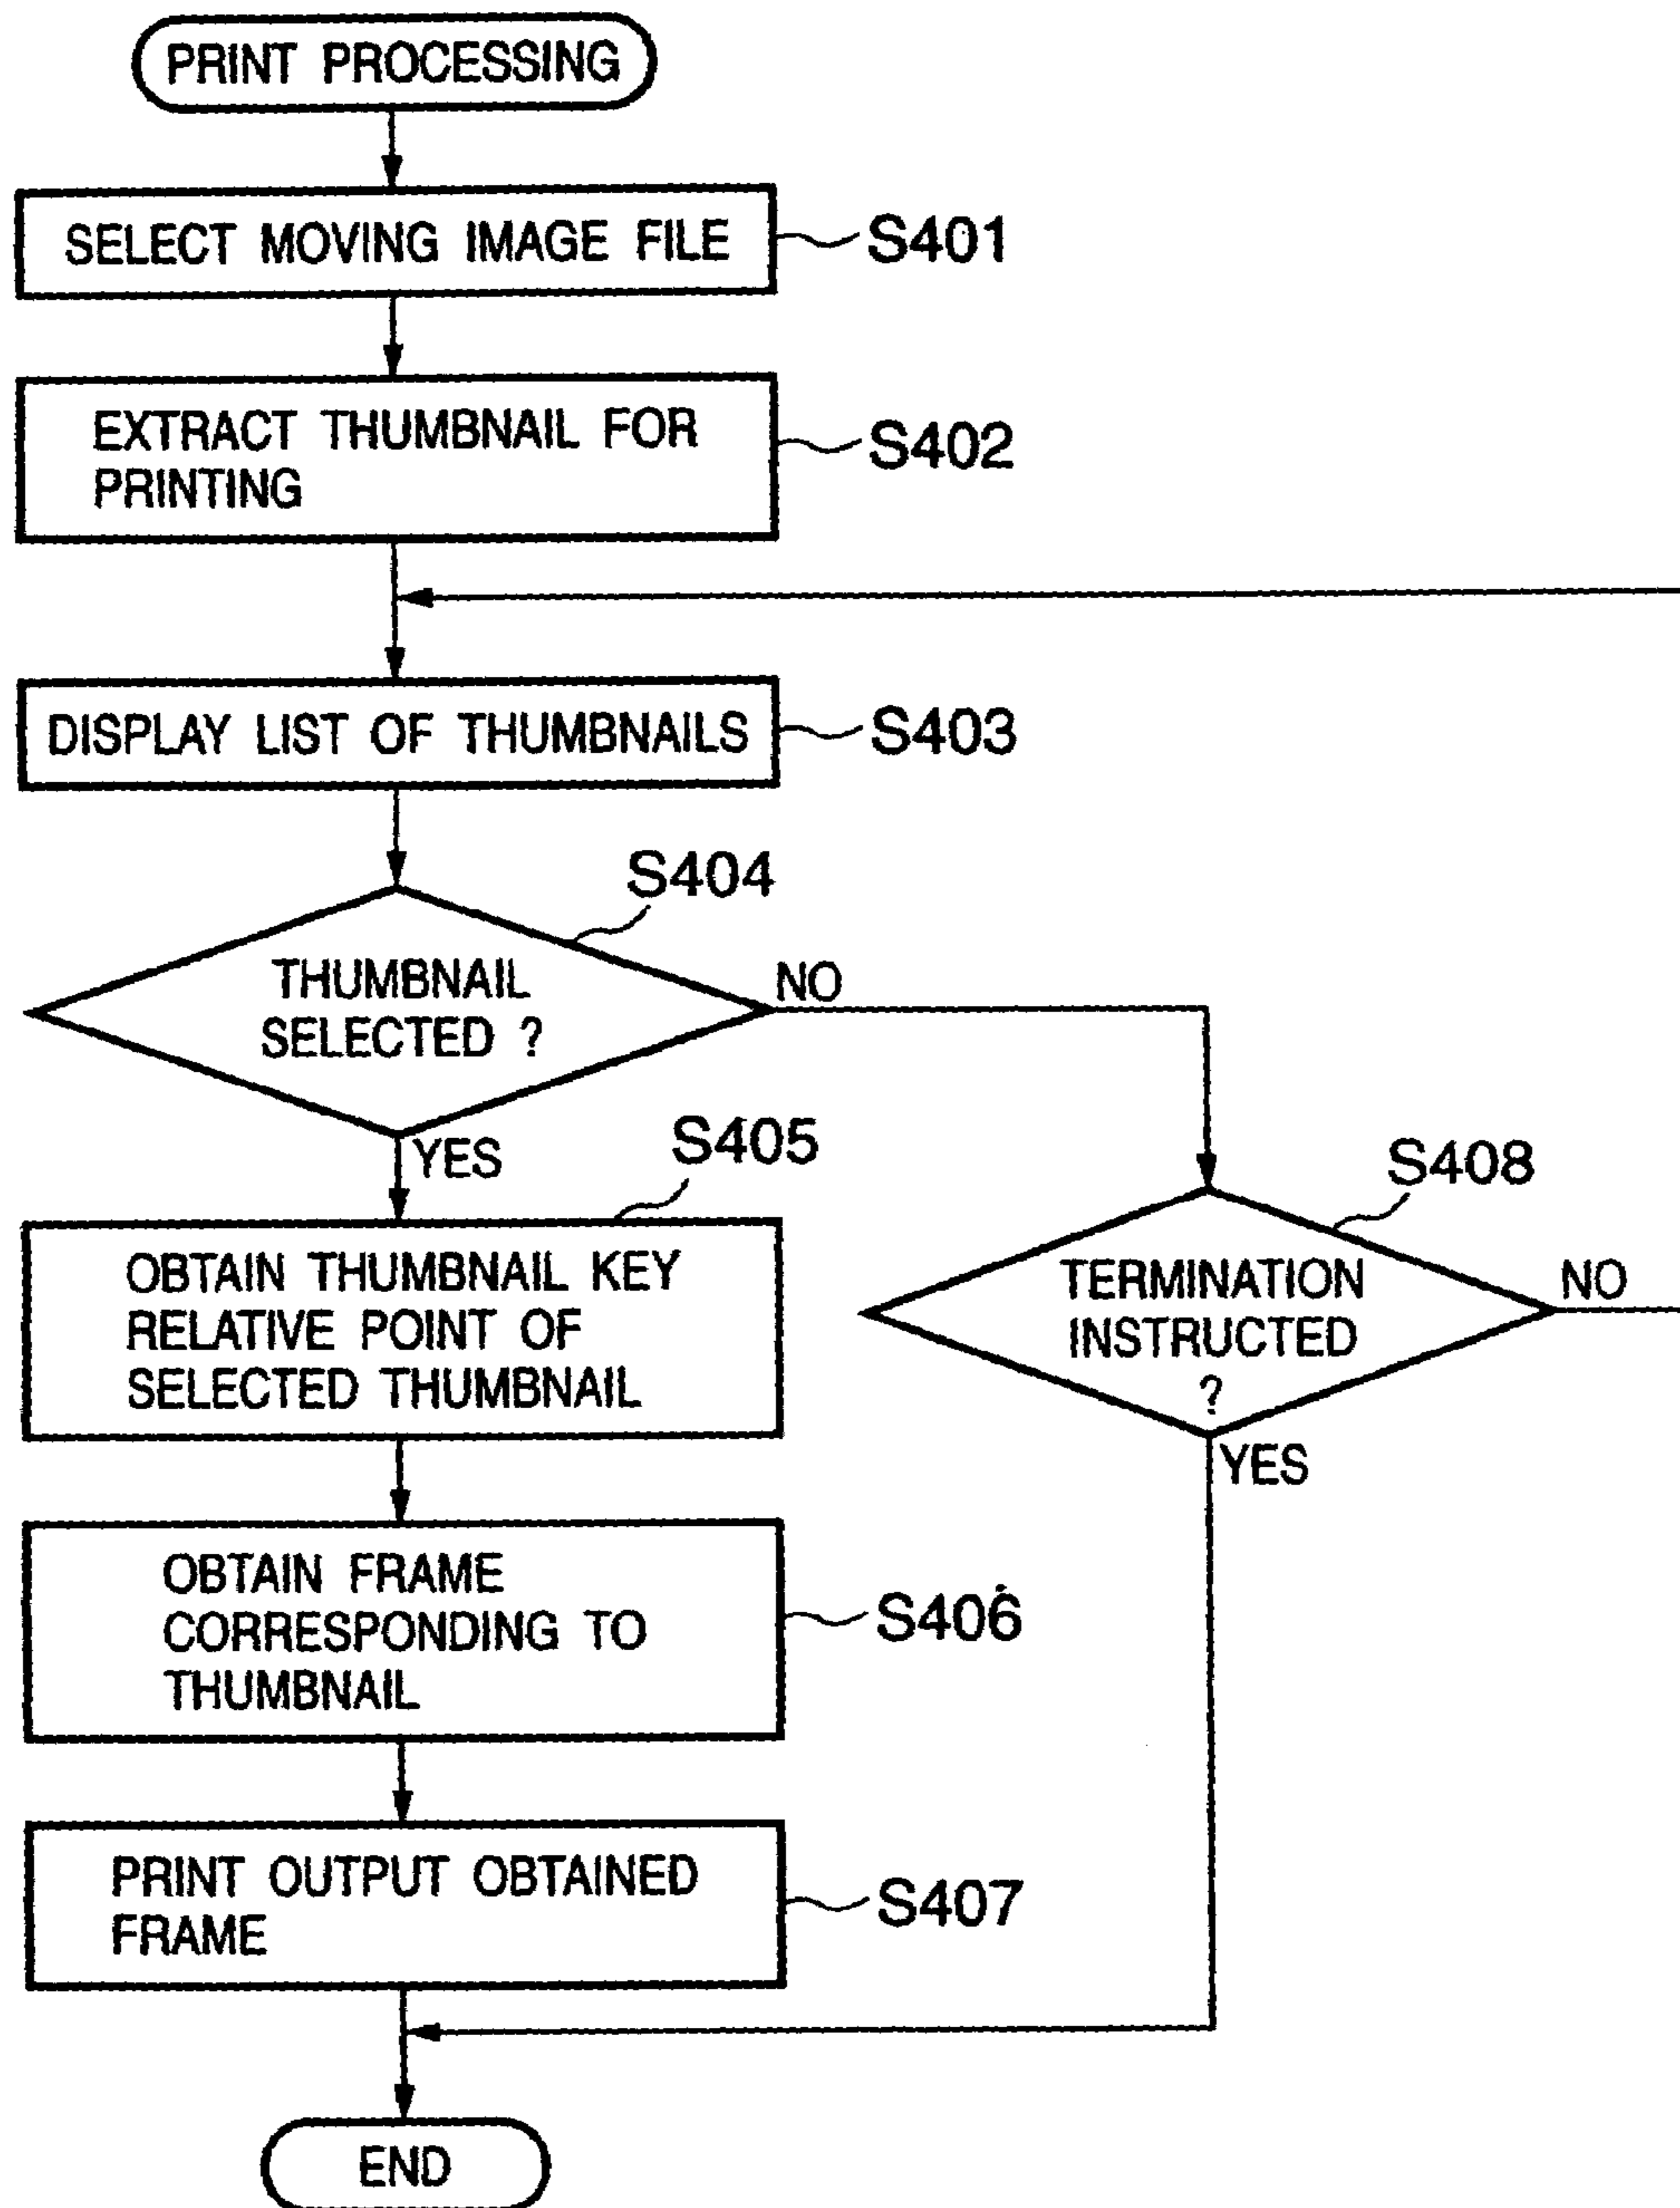 PRINT PROCESSING
SELECT MOVING IMAGE FILE
S401
EXTRACT THUMBNAIL FOR
PRINTING
S402
DISPLAY LIST OF THUMBNAILS
S403
S404
THUMBNAIL
SELECTED ?
NO
YES
S405
OBTAIN THUMBNAIL KEY
RELATIVE POINT OF
SELECTED THUMBNAIL
S408
TERMINATION
INSTRUCTED
?
NO
YES
OBTAIN FRAME
CORRESPONDING TO
THUMBNAIL
S406
PRINT OUTPUT OBTAINED
FRAME
S407
END